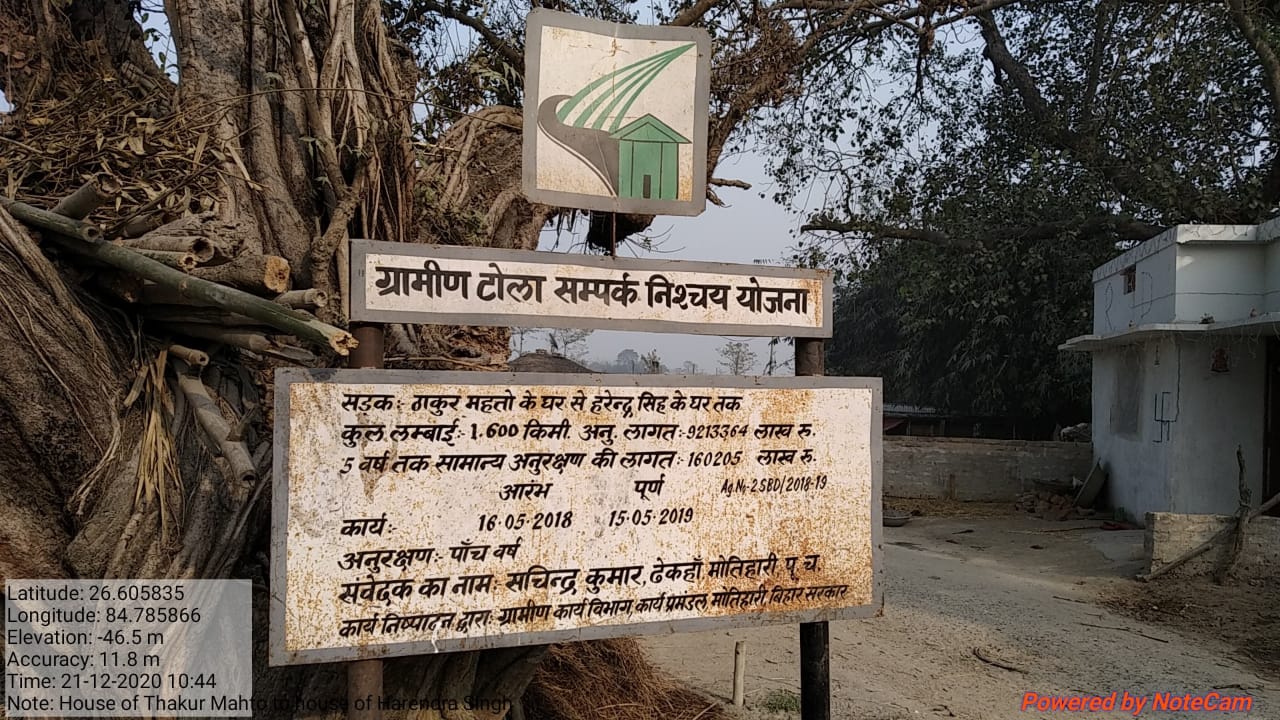 ग्रामीण टोला सम्पर्क निश्चय योजना
सड़क: ठाकुर महतो के घर से हरेन्द्र सिंह के घर तक
कुल लम्बाई:- 1.600 किमी. अनु. लागत:-9213364 लाख रु.
5 वर्ष तक सामान्य अनुरक्षण की लागत:-160205 लाख रु.
आरंभ पूर्ण Ag.No-2SBD/2018-19
कार्य:- 16.05.2018 15.05.2019
अनुरक्षण:- पाँच वर्ष
संवेदक का नाम:- सचिन्द्र कुमार, ढेकहाँ, मोतिहारी पू. च.
कार्य निष्पादन द्वारा:- ग्रामीण कार्य विभाग, कार्य प्रमंडल, मोतिहारी, बिहार सरकार
Latitude: 26.605835
Longitude: 84.785866
Elevation: -46.5 m
Accuracy: 11.8 m
Time: 21-12-2020 10:44
Note: House of Thakur Mahto to house of Harendra Singh
Powered by NoteCam